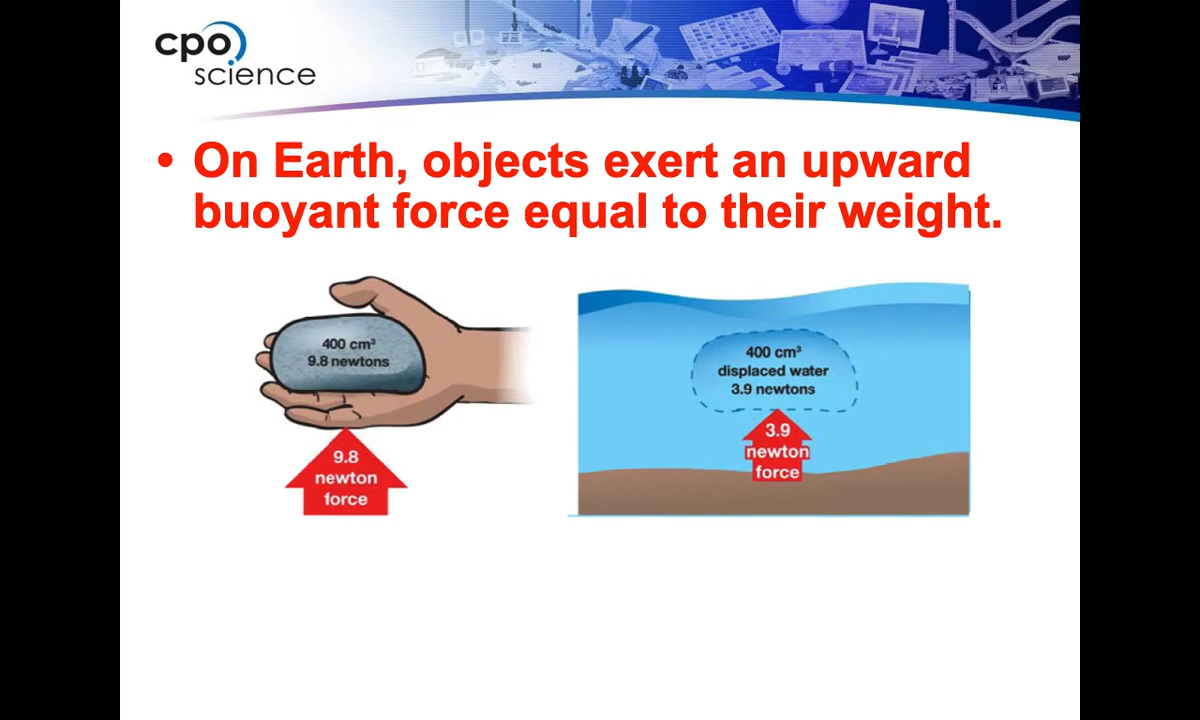 cpo
science
• On Earth, objects exert an upward
buoyant force equal to their weight.
400 cm³
9.8 newtons
9.8
newton
force
400 cm³
displaced water
3.9 newtons
3.9
newton
force